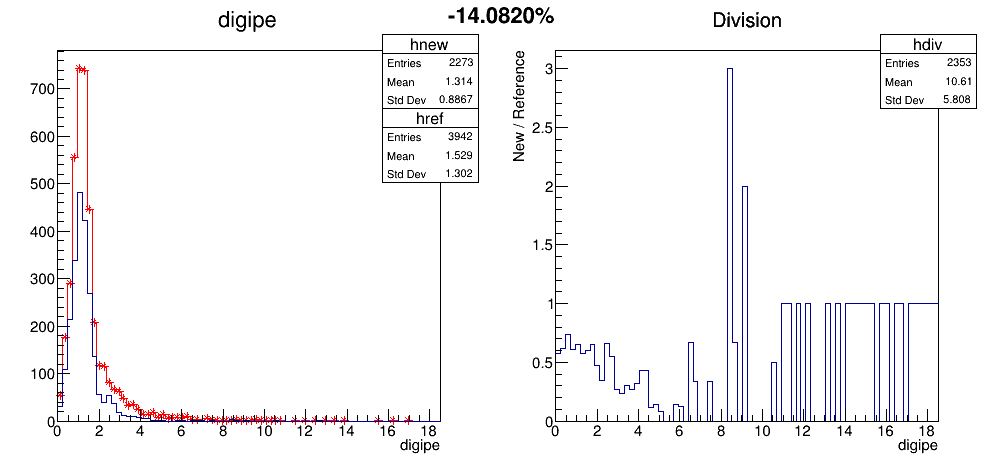 -14.0820%
digipe
hnew
Entries 2273
Mean 1.314
Std Dev 0.8867
href
Entries 3942
Mean 1.529
Std Dev 1.302
700
600
500
400
300
200
100
0
0 2 4 6 8 10 12 14 16 18
digipe
Division
hdiv
Entries 2353
Mean 10.61
Std Dev 5.808
New / Reference
3
2.5
2
1.5
1
0.5
0
0 2 4 6 8 10 12 14 16 18
digipe